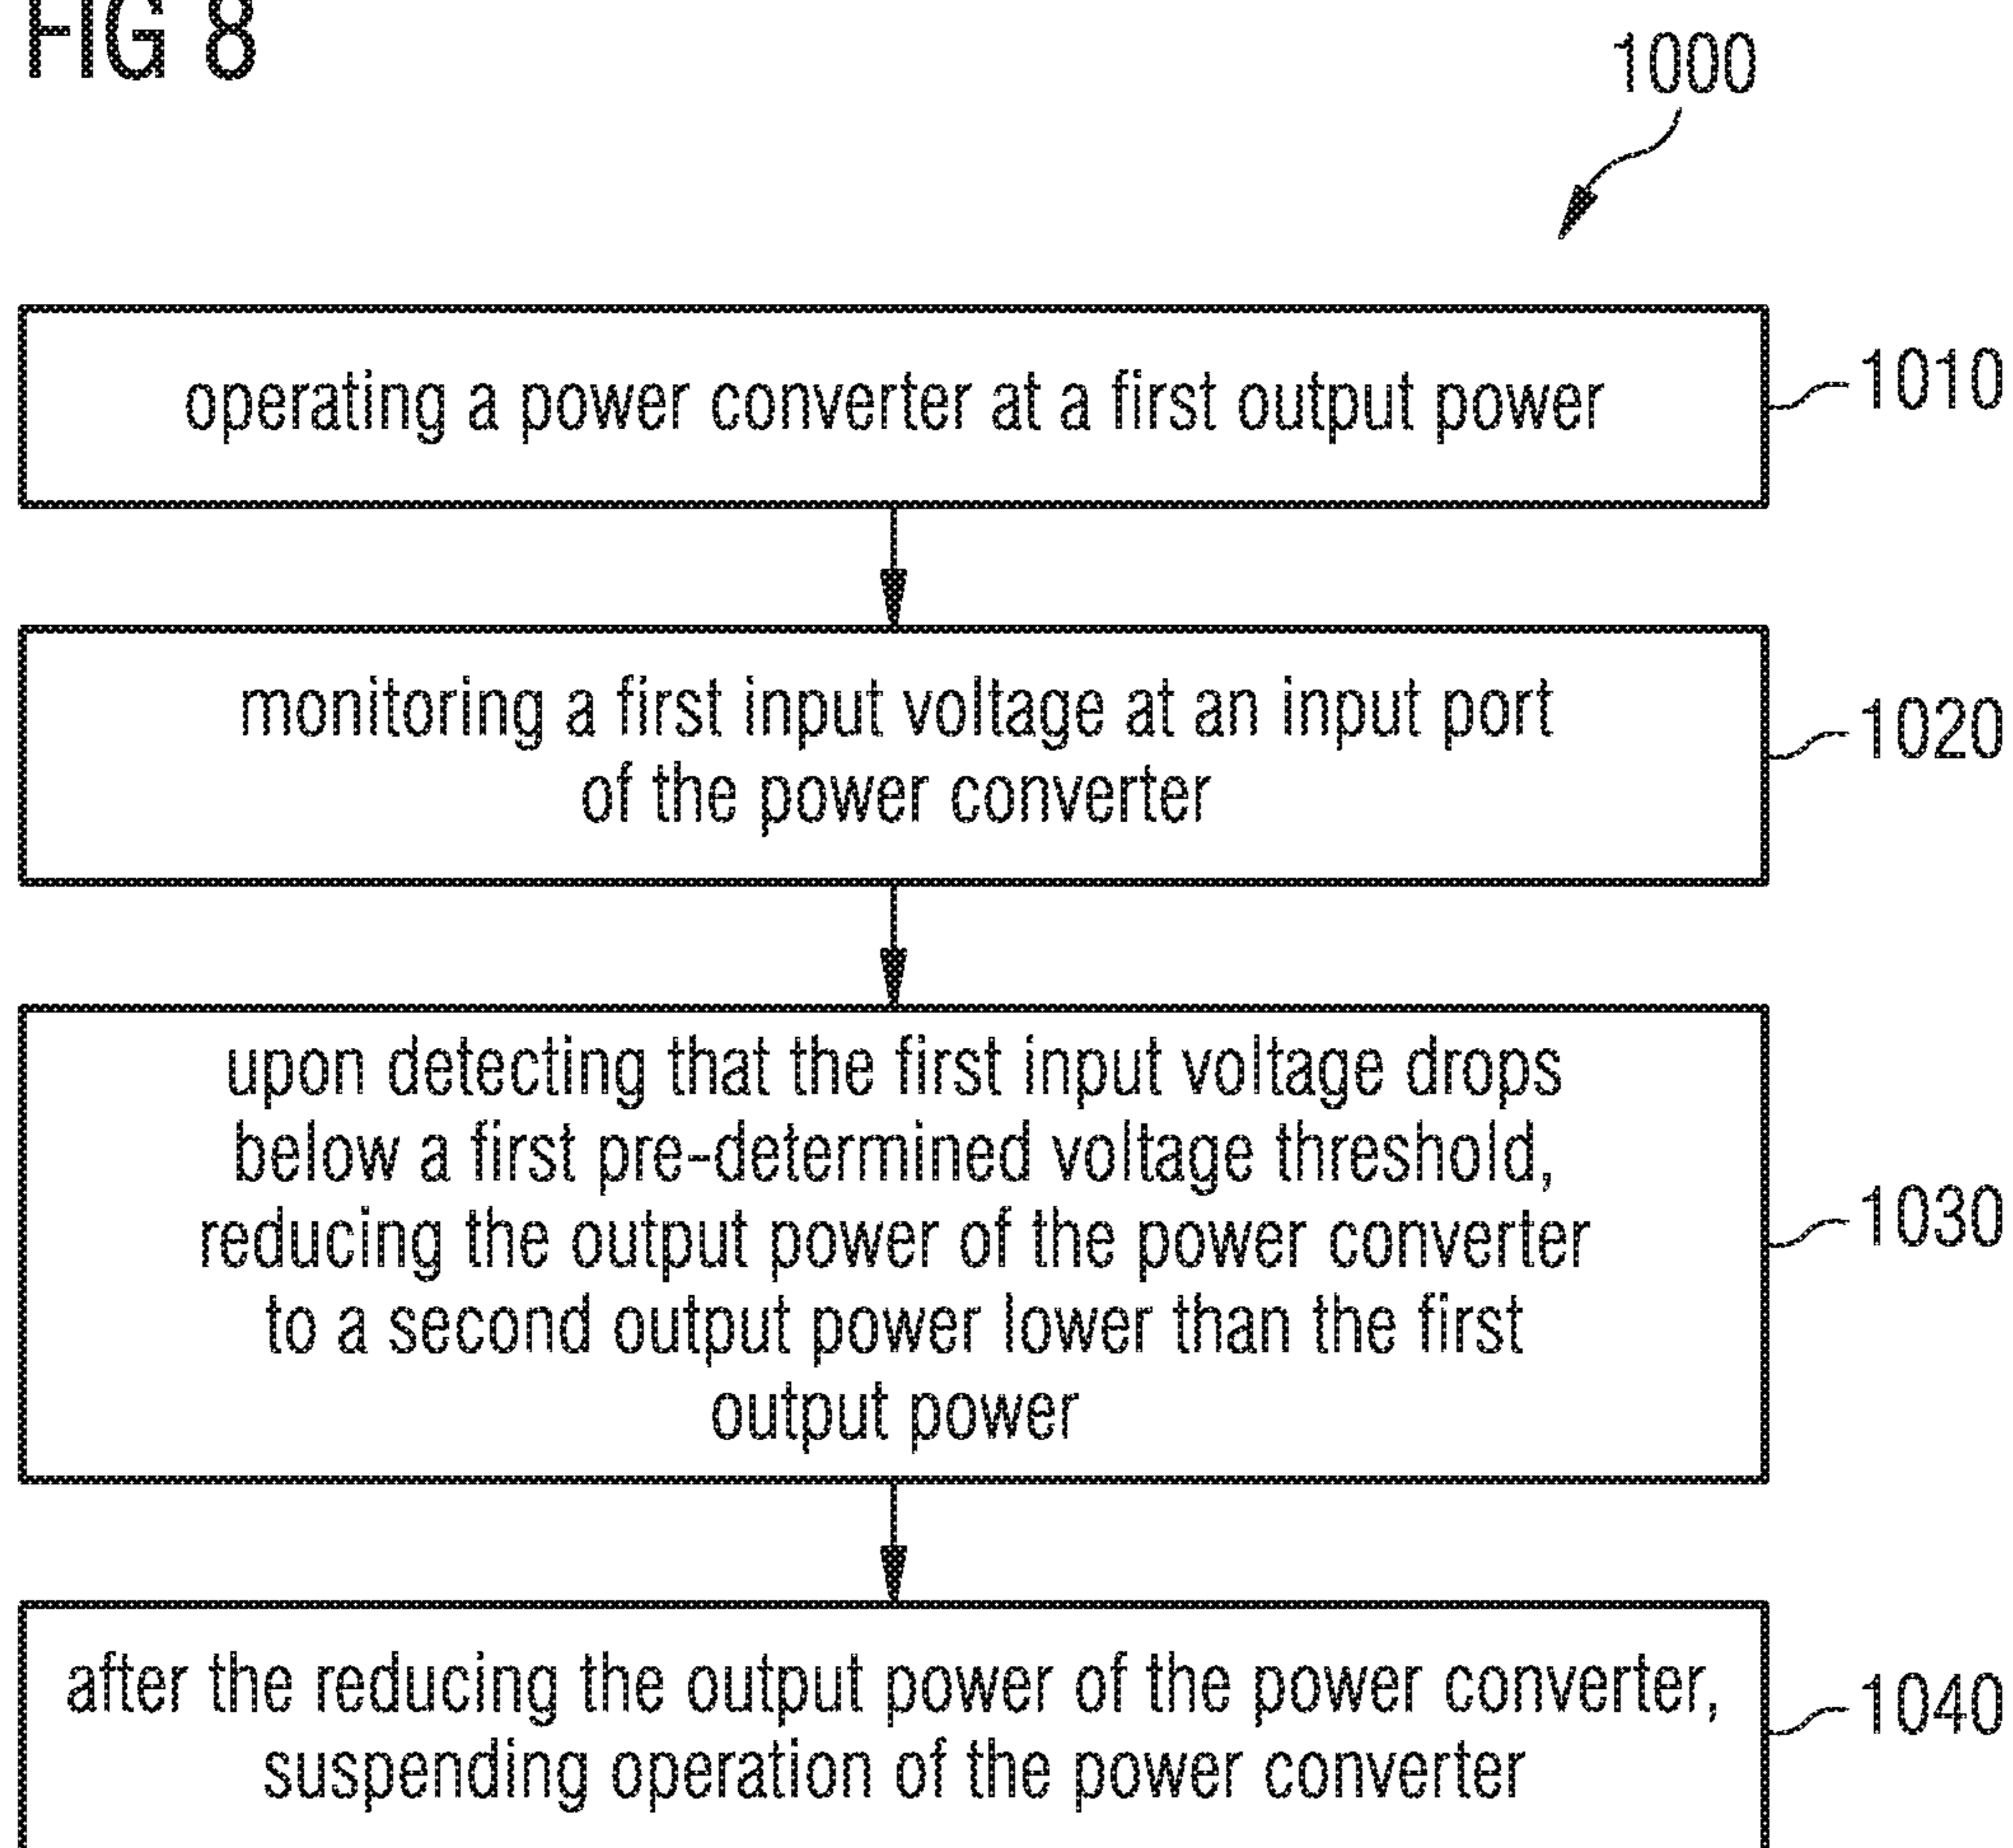 FIG 8
1000
operating a power converter at a first output power
1010
monitoring a first input voltage at an input port
of the power converter
1020
upon detecting that the first input voltage drops
below a first pre-determined voltage threshold,
reducing the output power of the power converter
to a second output power lower than the first
output power
1030
after the reducing the output power of the power converter,
suspending operation of the power converter
1040